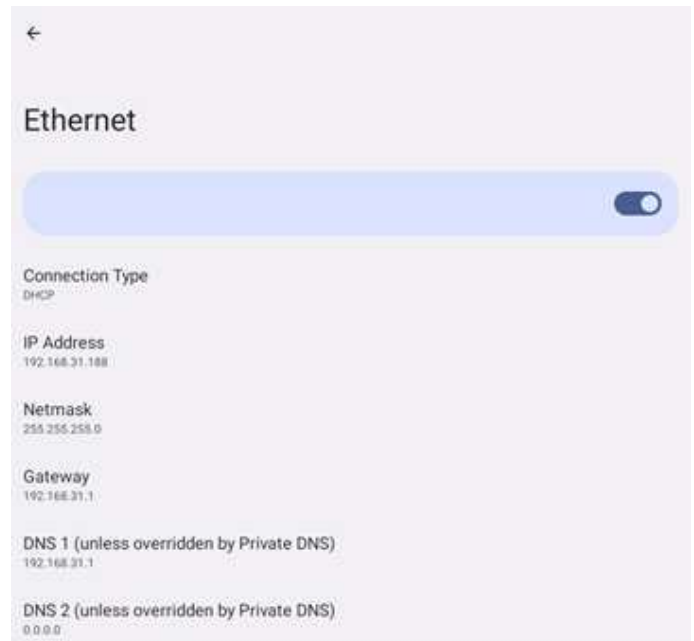 Ethernet
Connection Type
DHCP
IP Address
192.168.31.188
Netmask
255.255.255.0
Gateway
192.168.31.1
DNS 1 (unless overridden by Private DNS)
192.168.31.1
DNS 2 (unless overridden by Private DNS)
0.0.0.0